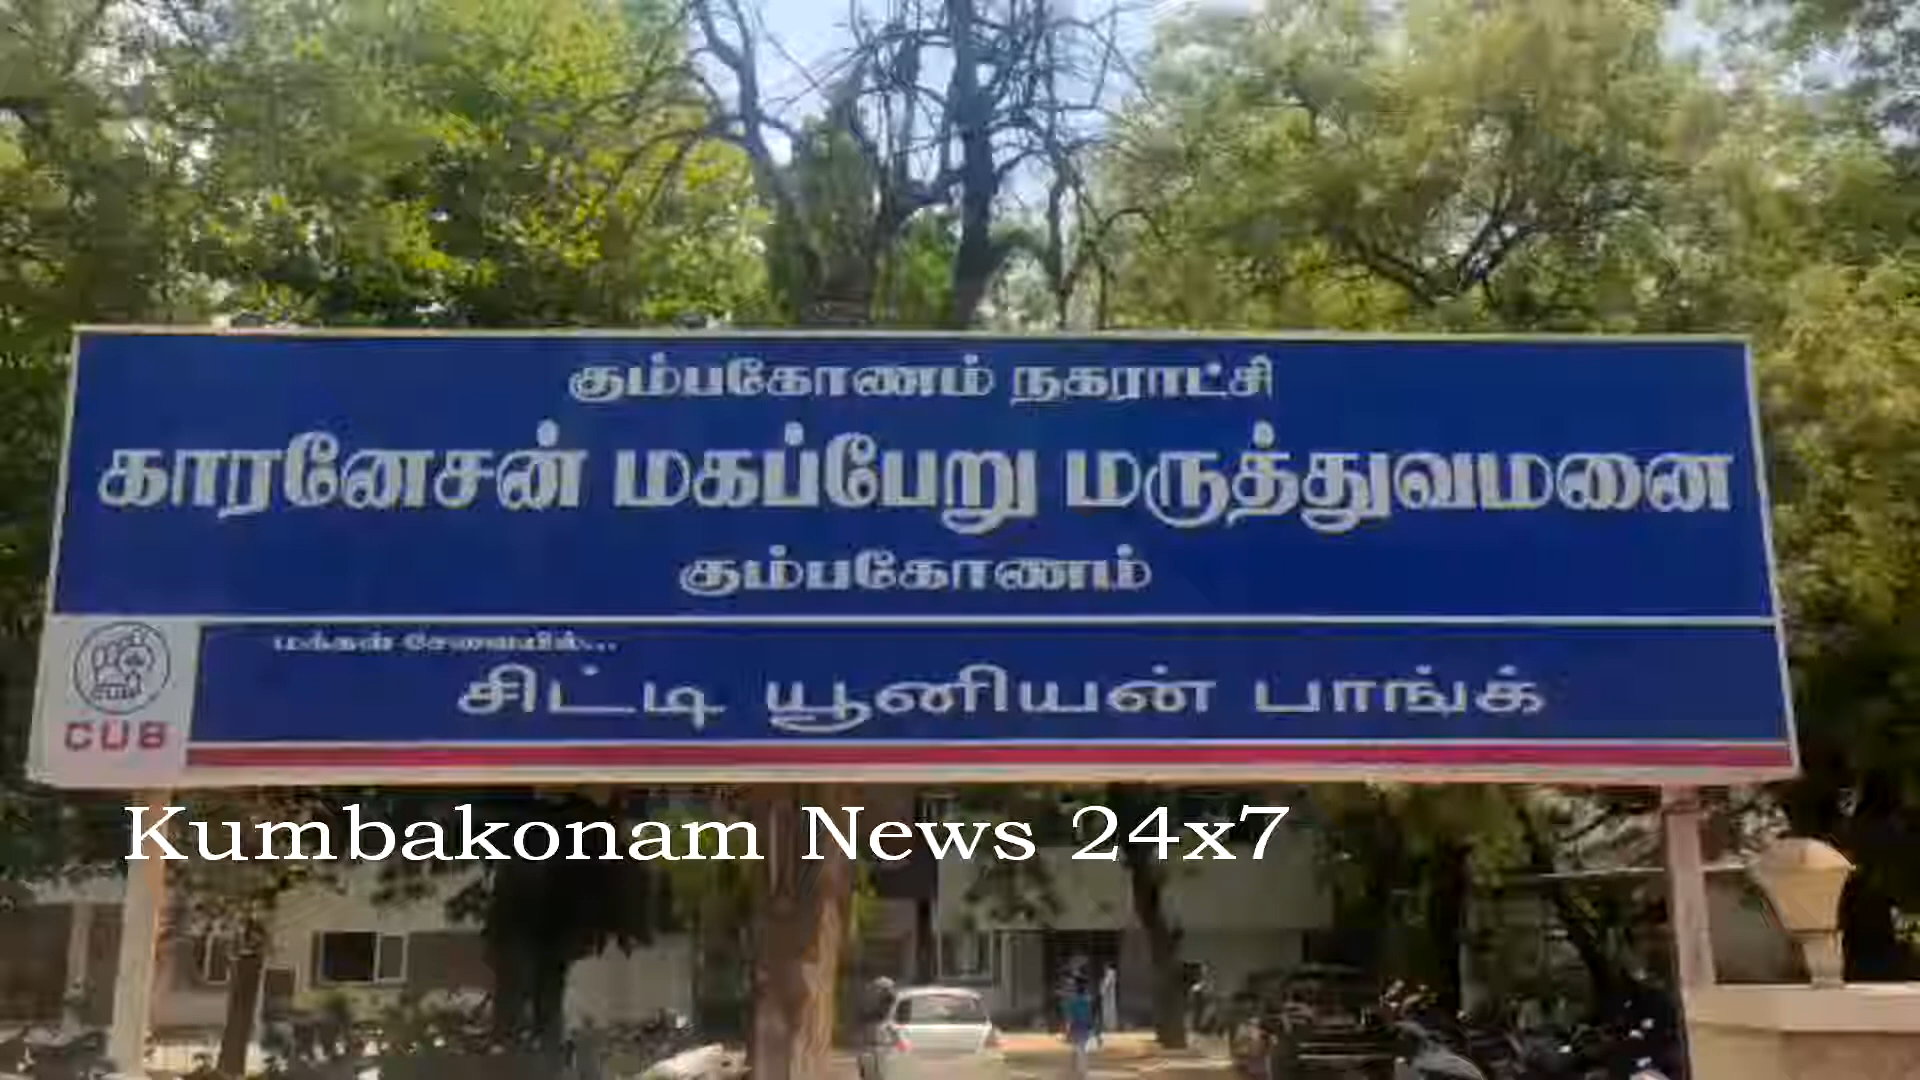 கும்பகோணம் நகராட்சி
காரனேசன் மகப்பேறு மருத்துவமனை
கும்பகோணம்
மக்கள் சேவையில்...
சிட்டி யூனியன் பாங்க்
CUB
Kumbakonam News 24x7